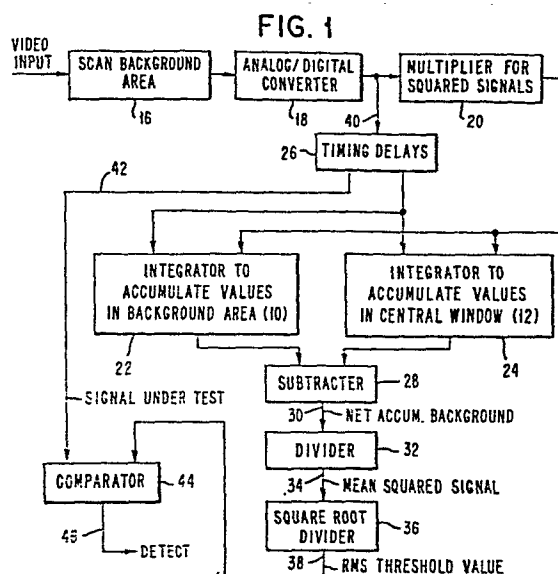 FIG. 1
VIDEO
INPUT
SCAN BACKGROUND
AREA
16
ANALOG/DIGITAL
CONVERTER
18
MULTIPLIER FOR
SQUARED SIGNALS
20
40
26
TIMING DELAYS
42
INTEGRATOR TO
ACCUMULATE VALUES
IN BACKGROUND AREA (10)
22
INTEGRATOR TO
ACCUMULATE VALUES
IN CENTRAL WINDOW (12)
24
SUBTRACTER
28
SIGNAL UNDER TEST
30
NET ACCUM. BACKGROUND
DIVIDER
32
COMPARATOR
44
34
MEAN SQUARED SIGNAL
SQUARE ROOT
DIVIDER
36
46
DETECT
38
RMS THRESHOLD VALUE